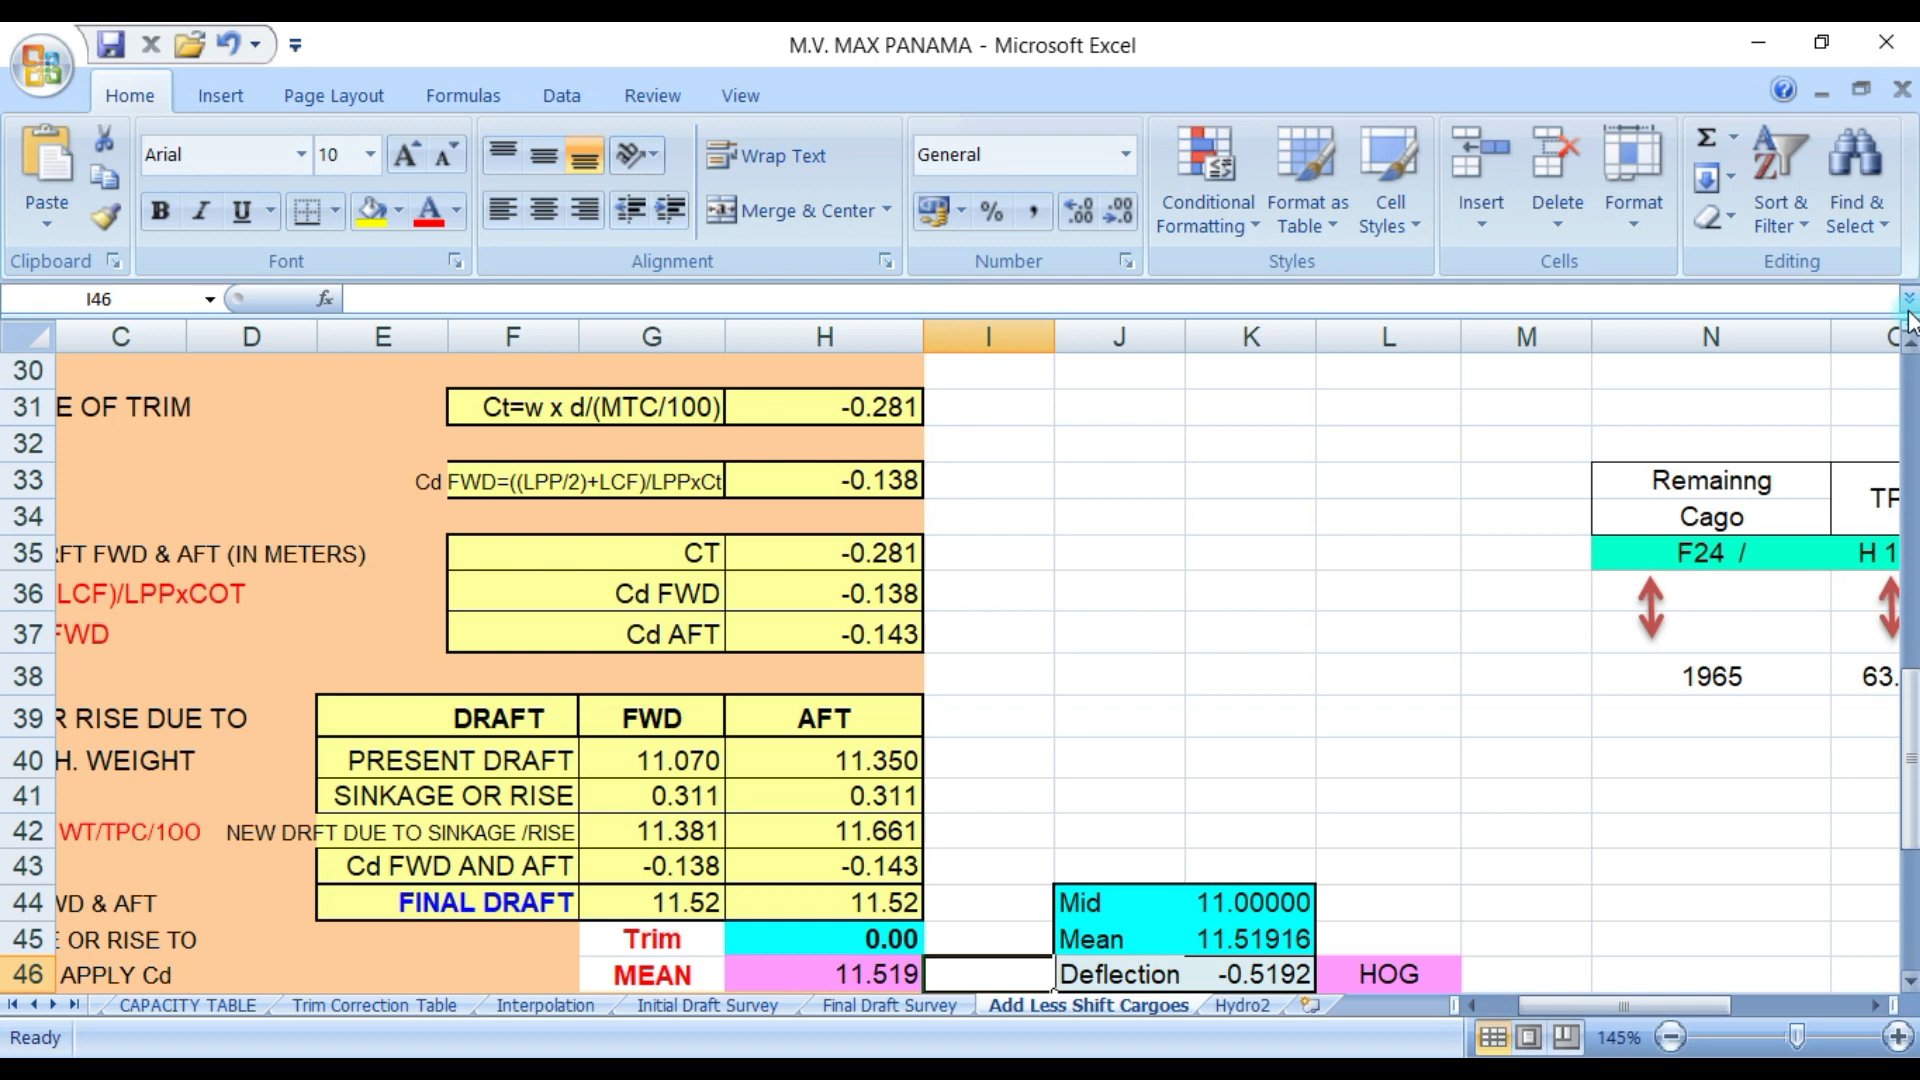 M.V. MAX PANAMA - Microsoft Excel
Home Insert Page Layout Formulas Data Review View
Arial 10 Wrap Text General
Paste B I U Merge & Center % , Conditional Formatting Format as Table Cell Styles Insert Delete Format Sort & Filter Find & Select
Clipboard Font Alignment Number Styles Cells Editing
I46 fx
C D E F G H I J K L M N
30
31 E OF TRIM Ct=w x d/(MTC/100) -0.281
32
33 Cd FWD=((LPP/2)+LCF)/LPPxCt -0.138 Remainng
34 Cago
35 RFT FWD & AFT (IN METERS) CT -0.281 F24 / H 1
36 LCF)/LPPxCOT Cd FWD -0.138
37 FWD Cd AFT -0.143
38 1965 63.
39 R RISE DUE TO DRAFT FWD AFT
40 H. WEIGHT PRESENT DRAFT 11.070 11.350
41 SINKAGE OR RISE 0.311 0.311
42 WT/TPC/1OO NEW DRFT DUE TO SINKAGE /RISE 11.381 11.661
43 Cd FWD AND AFT -0.138 -0.143
44 WD & AFT FINAL DRAFT 11.52 11.52 Mid 11.00000
45 E OR RISE TO Trim 0.00 Mean 11.51916
46 APPLY Cd MEAN 11.519 Deflection -0.5192 HOG
CAPACITY TABLE Trim Correction Table Interpolation Initial Draft Survey Final Draft Survey Add Less Shift Cargoes Hydro2
Ready 145%